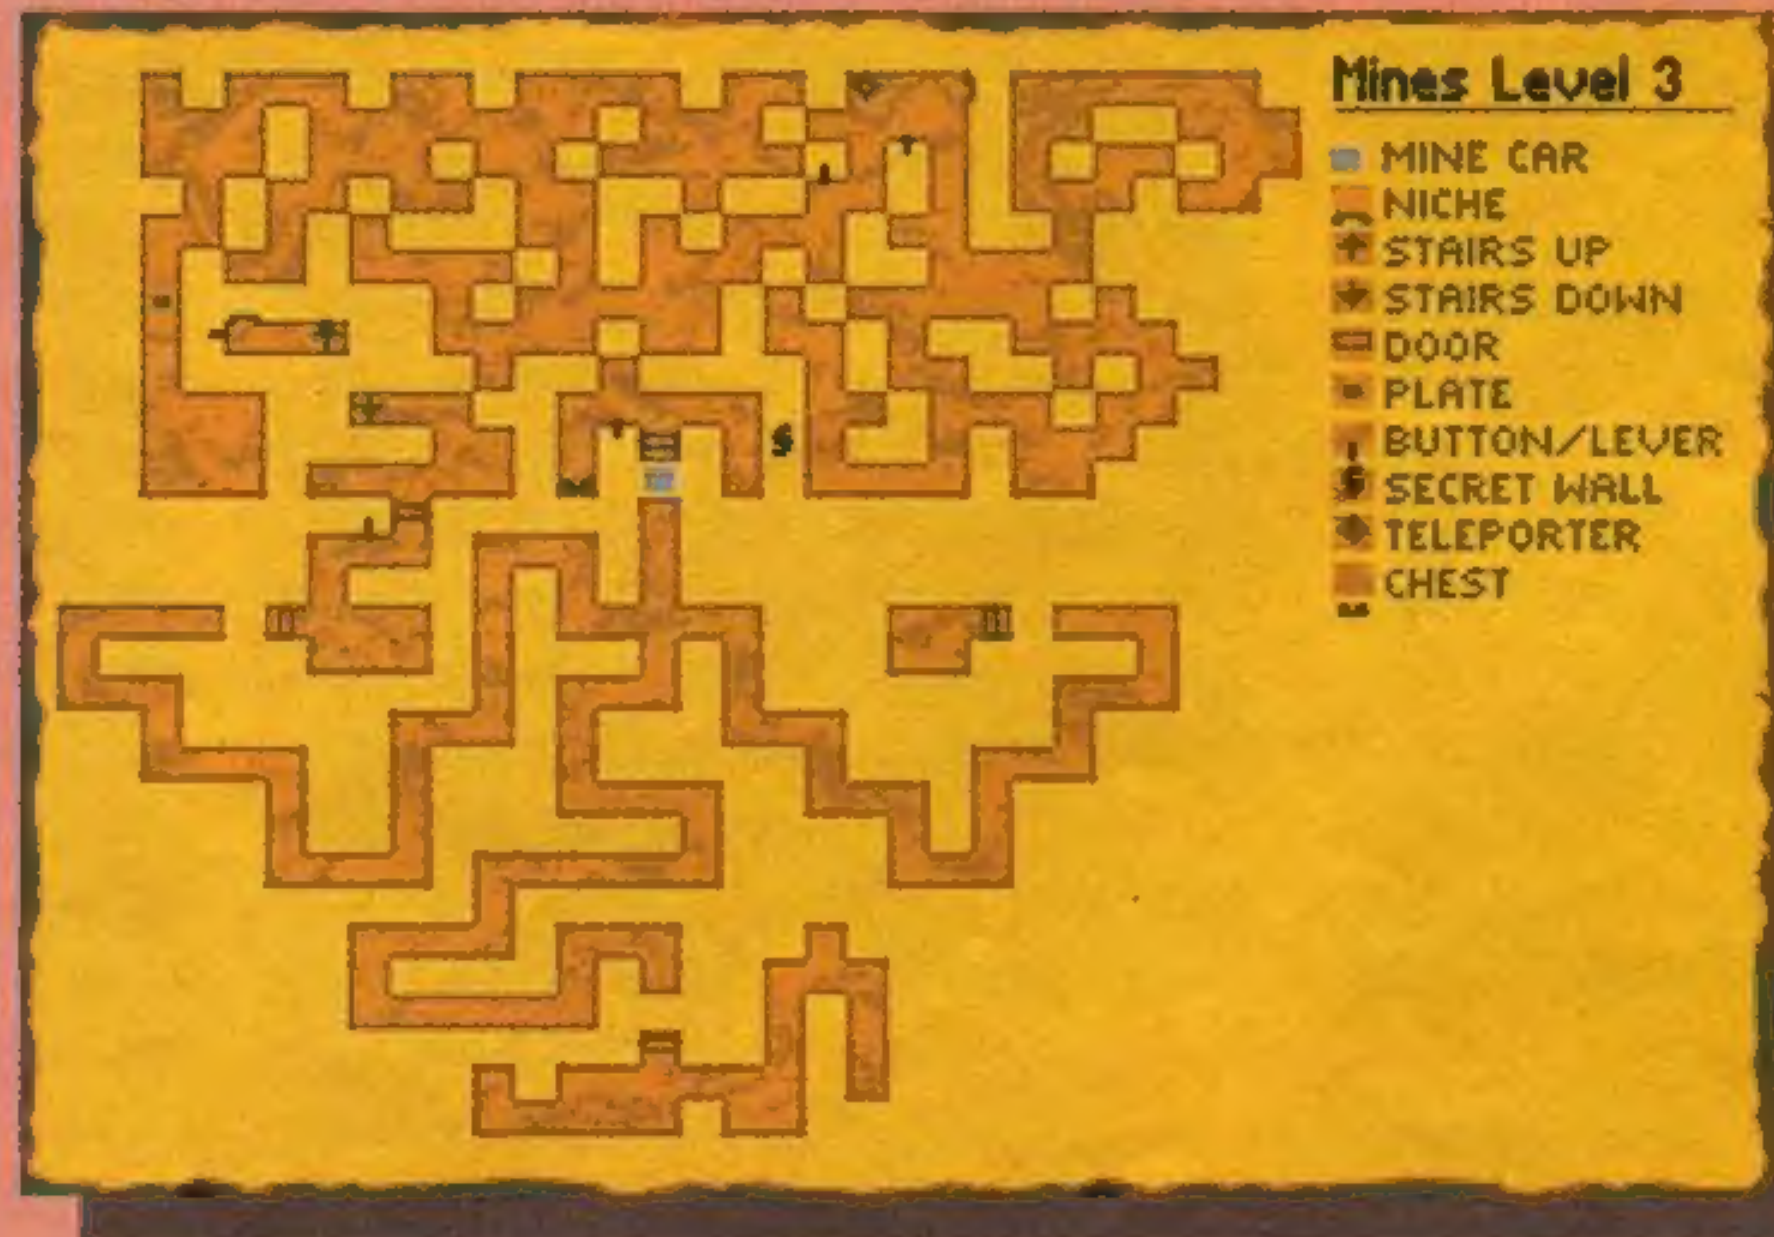 Mines Level 3
MINE CAR
NICHE
STAIRS UP
STAIRS DOWN
DOOR
PLATE
BUTTON/LEVER
SECRET WALL
TELEPORTER
CHEST